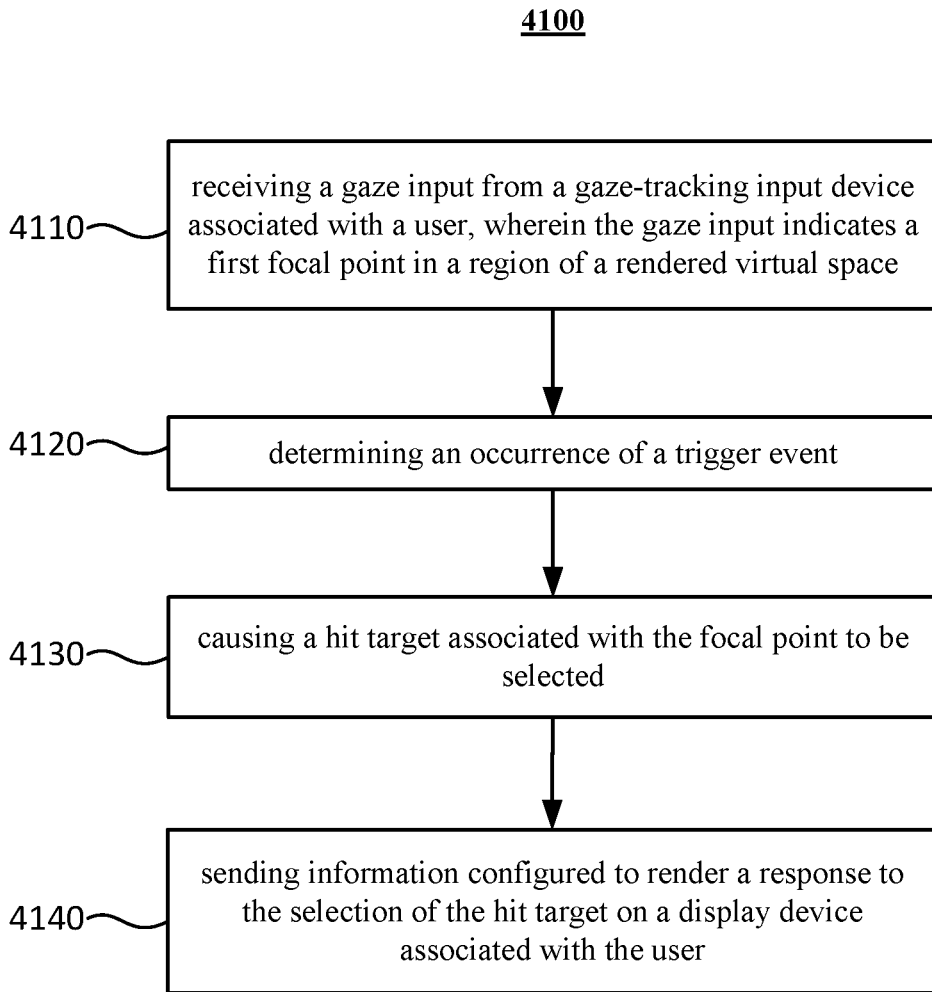 4100
4110
receiving a gaze input from a gaze-tracking input device
associated with a user, wherein the gaze input indicates a
first focal point in a region of a rendered virtual space
4120
determining an occurrence of a trigger event
4130
causing a hit target associated with the focal point to be
selected
4140
sending information configured to render a response to
the selection of the hit target on a display device
associated with the user